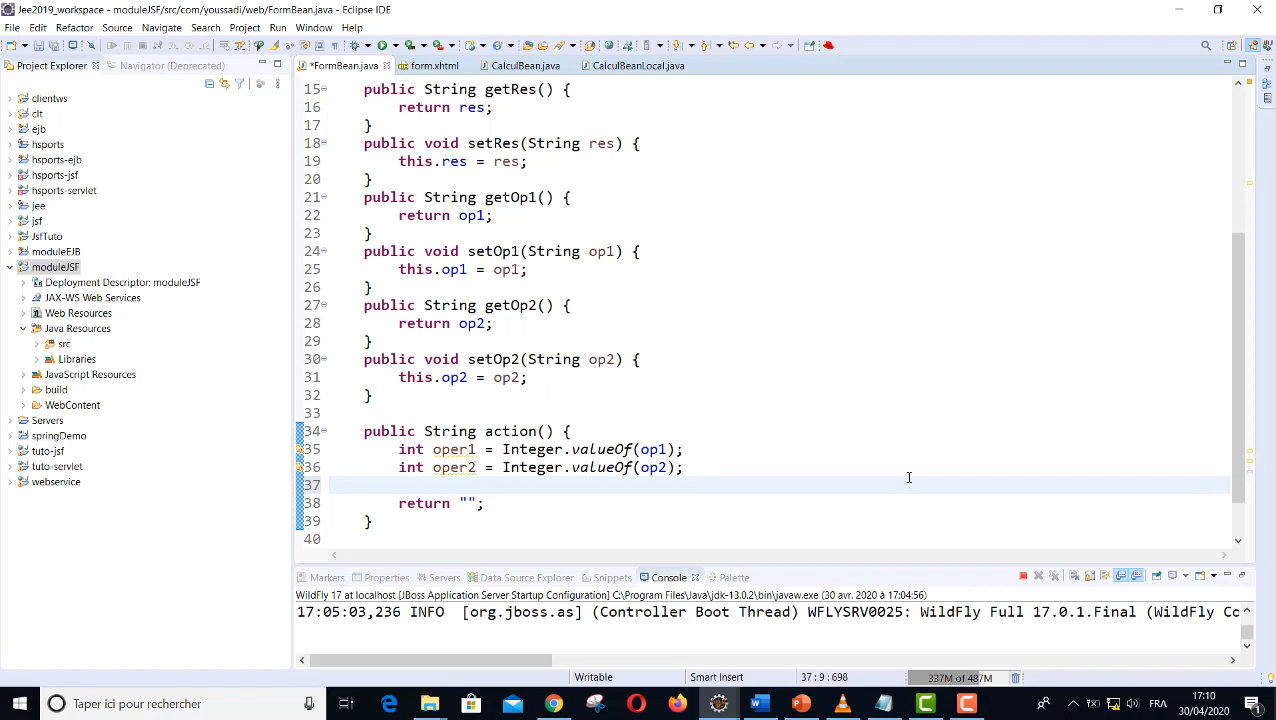 Jee2019_workspace - moduleJSF/src/com/youssadi/web/FormBean.java - Eclipse IDE
File Edit Refactor Source Navigate Search Project Run Window Help
Project Explorer Navigator (Deprecated)
*FormBean.java form.xhtml CalculBean.java CalculBeanLocal.java
clientws
clt
ejb
hsports
hsports-ejb
hsports-jsf
hsports-servlet
jee
jsf
JsfTuto
moduleEJB
moduleJSF
Deployment Descriptor: moduleJSF
JAX-WS Web Services
Web Resources
Java Resources
src
Libraries
JavaScript Resources
build
WebContent
Servers
springDemo
tuto-jsf
tuto-servlet
webservice
15 public String getRes() {
16 return res;
17 }
18 public void setRes(String res) {
19 this.res = res;
20 }
21 public String getOp1() {
22 return op1;
23 }
24 public void setOp1(String op1) {
25 this.op1 = op1;
26 }
27 public String getOp2() {
28 return op2;
29 }
30 public void setOp2(String op2) {
31 this.op2 = op2;
32 }
33
34 public String action() {
35 int oper1 = Integer.valueOf(op1);
36 int oper2 = Integer.valueOf(op2);
37
38 return "";
39 }
40
Markers Properties Servers Data Source Explorer Snippets Console Palette
WildFly 17 at localhost [JBoss Application Server Startup Configuration] C:\Program Files\Java\jdk-13.0.2\bin\javaw.exe (30 avr. 2020 à 17:04:56)
17:05:03,236 INFO [org.jboss.as] (Controller Boot Thread) WFLYSRV0025: WildFly Full 17.0.1.Final (WildFly Co
Writable Smart Insert 37 : 9 : 698 337M of 487M
Taper ici pour rechercher
FRA
17:10
30/04/2020